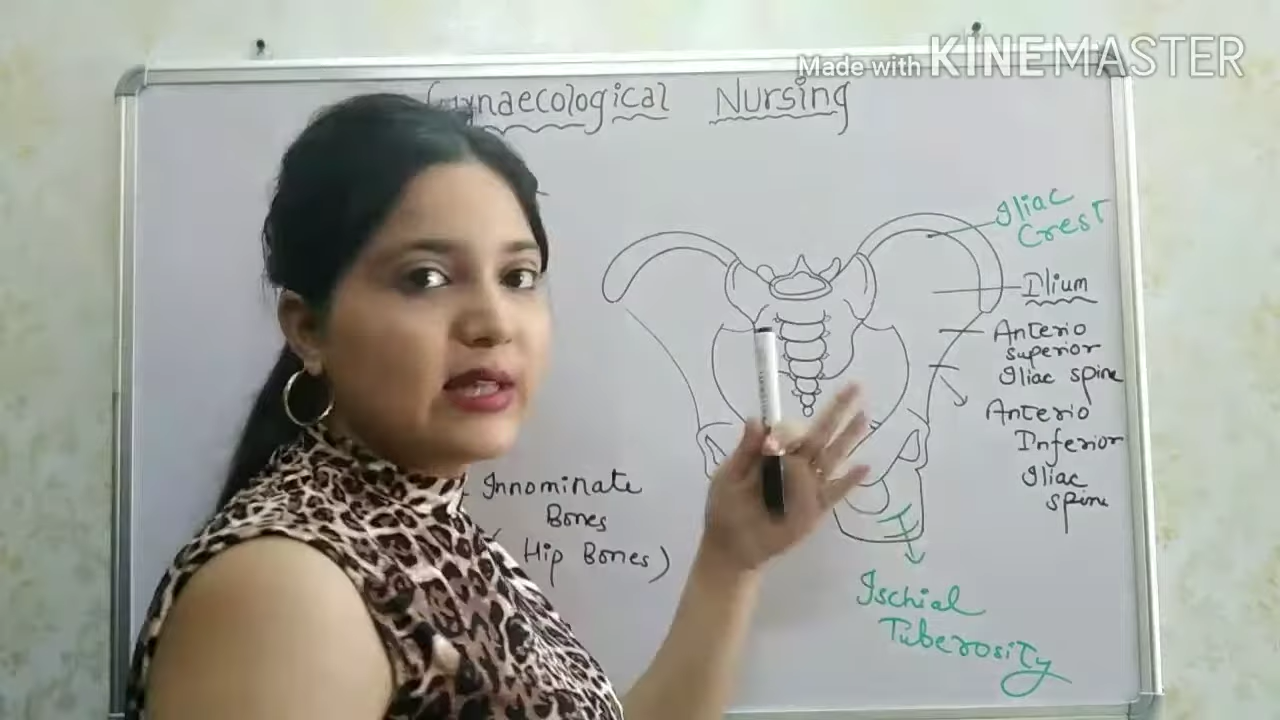 Made with KINEMASTER
Gynaecological Nursing
Iliac
Crest
Ilium
Anterio
superior
Iliac spine
Anterio
Inferior
Iliac
spine
Innominate
Bones
( Hip Bones )
Ischial
Tuberosity